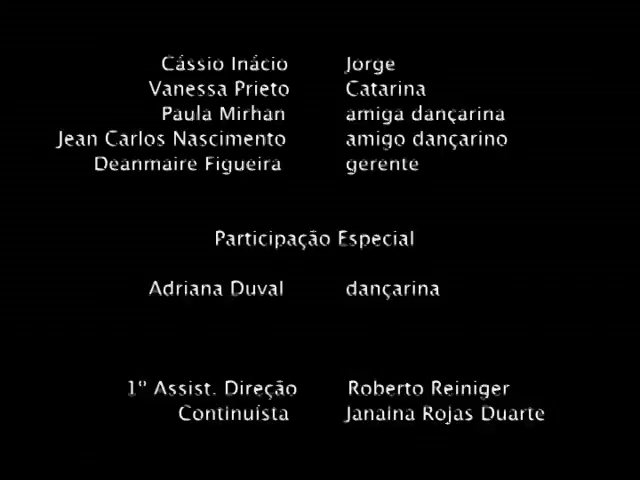 Cássio Inácio Jorge
Vanessa Prieto Catarina
Paula Mirhan amiga dançarina
Jean Carlos Nascimento amigo dançarino
Deanmaire Figueira gerente
Participação Especial
Adriana Duval dançarina
1º Assist. Direção Roberto Reiniger
Continuísta Janaina Rojas Duarte